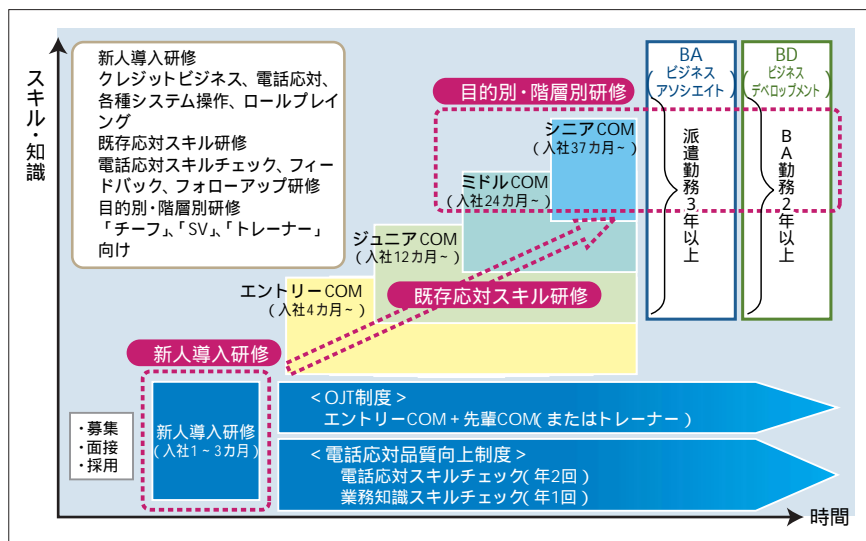 スキル・知識
新人導入研修
クレジットビジネス、電話応対、
各種システム操作、ロールプレイ
ング
既存応対スキル研修
電話応対スキルチェック、フィー
ドバック、フォローアップ研修
目的別・階層別研修
「チーフ」、「SV」、「トレーナー」
向け
BA
(ビジネス
アソシエイト)
派遣勤務3年以上
BD
(ビジネス
デベロップメント)
BA勤務2年以上
目的別・階層別研修
シニアCOM
(入社37カ月~)
ミドルCOM
(入社24カ月~)
ジュニアCOM
(入社12カ月~)
エントリーCOM
(入社4カ月~)
既存応対スキル研修
新人導入研修
・募集
・面接
・採用
新人導入研修
(入社1~3カ月)
<OJT制度>
エントリーCOM+先輩COM(またはトレーナー)
<電話応対品質向上制度>
電話応対スキルチェック(年2回)
業務知識スキルチェック(年1回)
時間